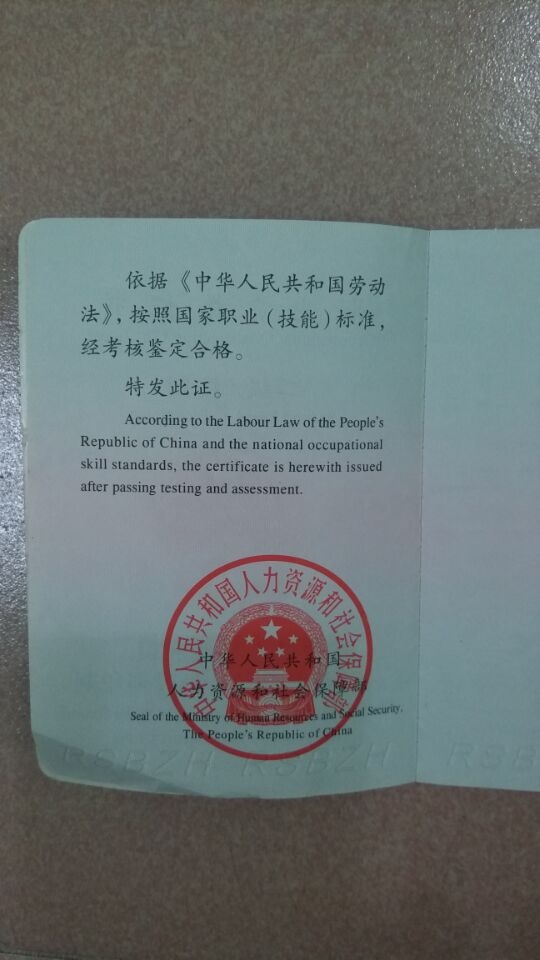 依据《中华人民共和国劳动
法》,按照国家职业(技能)标准,
经考核鉴定合格。
特发此证。
According to the Labour Law of the People's
Republic of China and the national occupational
skill standards, the certificate is herewith issued
after passing testing and assessment.
中华人民共和国人力资源和社会保障部
中华人民共和国
人力资源和社会保障部
Seal of the Ministry of Human Resources and Social Security,
The People's Republic of China
RSBZH RSBZH RS